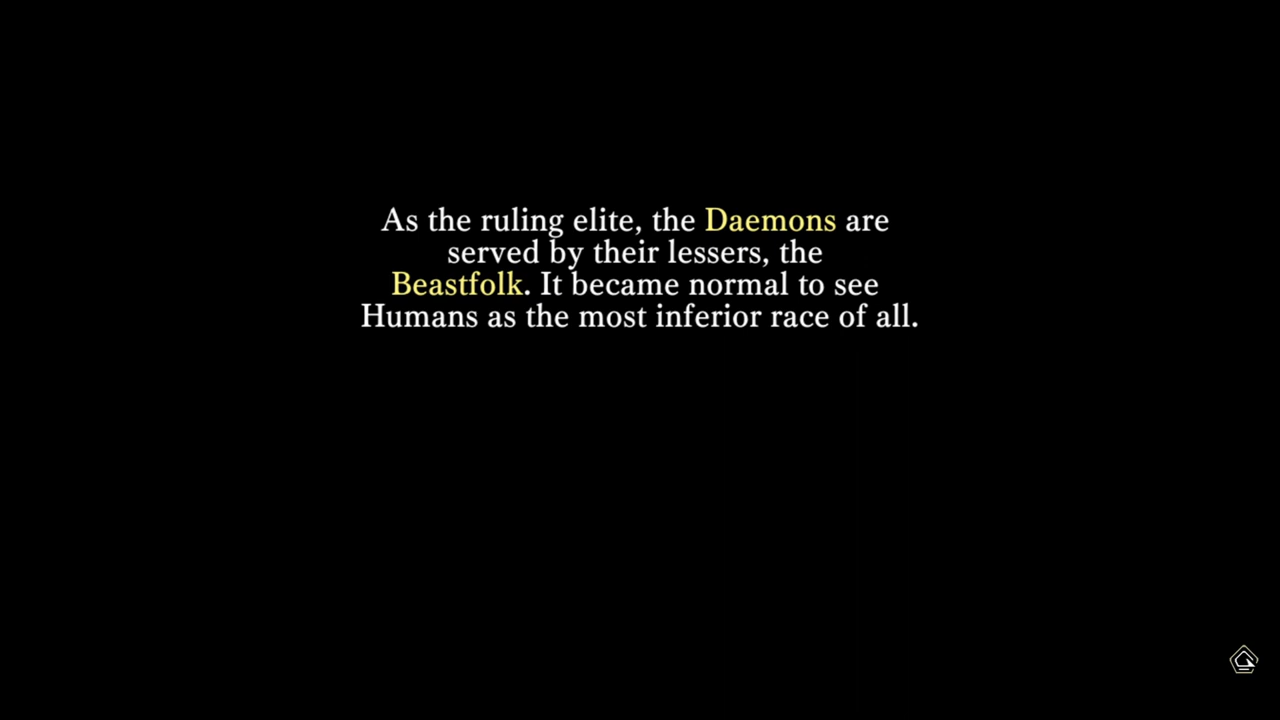 As the ruling elite, the Daemons are
served by their lessers, the
Beastfolk. It became normal to see
Humans as the most inferior race of all.